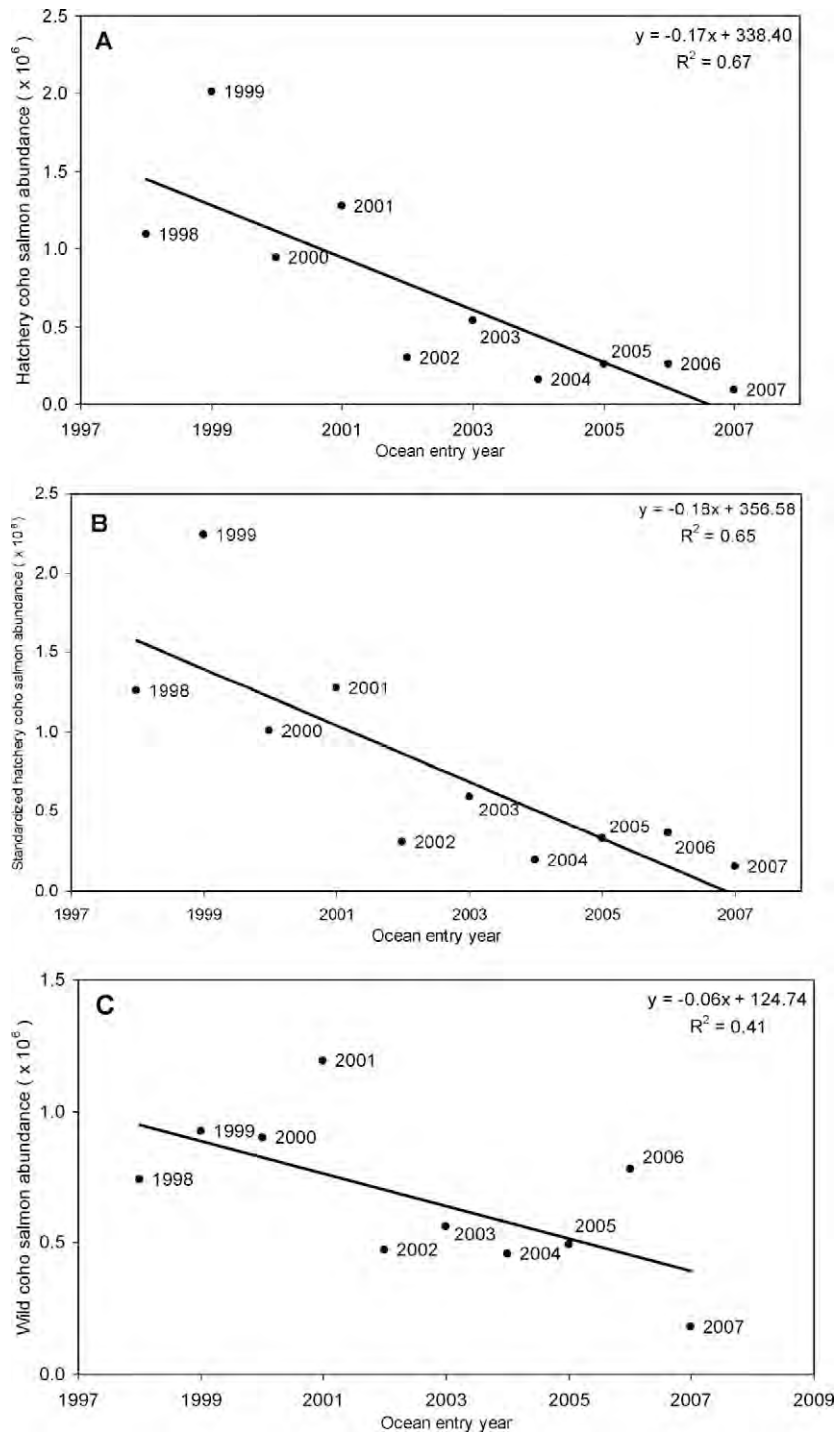 A
y = -0.17x + 338.40
R² = 0.67
Hatchery coho salmon abundance ( x 10⁶)
2.5
2.0
1.5
1.0
0.5
0.0
1999
2001
1998
2000
2003
2002
2005
2006
2004
2007
1997 1999 2001 2003 2005 2007
Ocean entry year
B
y = -0.18x + 356.58
R² = 0.65
Standardized hatchery coho salmon abundance ( x 10⁶)
2.5
2.0
1.5
1.0
0.5
0.0
1999
2001
1998
2000
2003
2002
2005
2006
2004
2007
1997 1999 2001 2003 2005 2007
Ocean entry year
C
y = -0.06x + 124.74
R² = 0.41
Wild coho salmon abundance ( x 10⁶)
1.5
1.0
0.5
0.0
2001
1999
2000
2006
1998
2003
2005
2002
2004
2007
1997 1999 2001 2003 2005 2007 2009
Ocean entry year